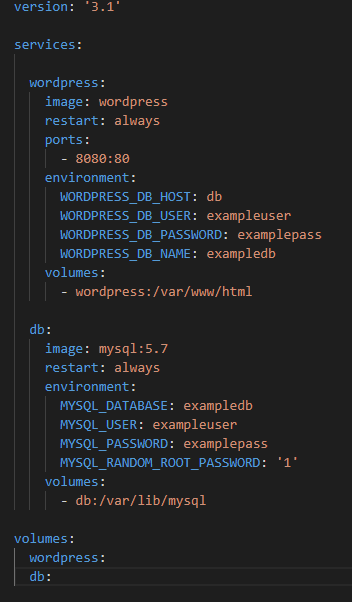 version: '3.1'
services:
wordpress:
image: wordpress
restart: always
ports:
- 8080:80
environment:
WORDPRESS_DB_HOST: db
WORDPRESS_DB_USER: exampleuser
WORDPRESS_DB_PASSWORD: examplepass
WORDPRESS_DB_NAME: exampledb
volumes:
- wordpress:/var/www/html
db:
image: mysql:5.7
restart: always
environment:
MYSQL_DATABASE: exampledb
MYSQL_USER: exampleuser
MYSQL_PASSWORD: examplepass
MYSQL_RANDOM_ROOT_PASSWORD: '1'
volumes:
- db:/var/lib/mysql
volumes:
wordpress:
db: